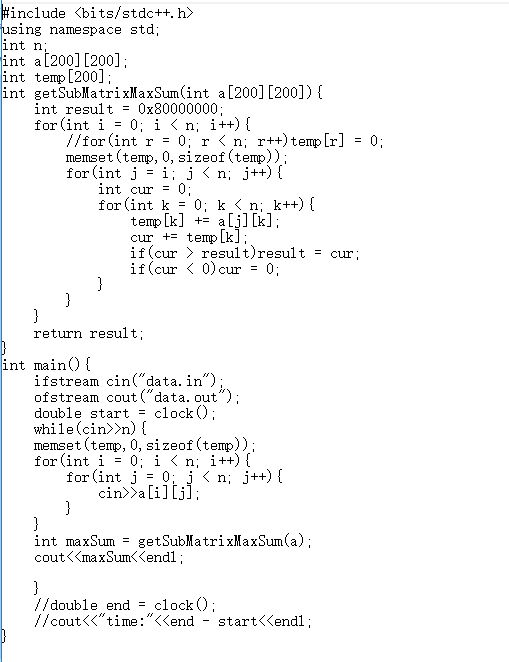 #include <bits/stdc++.h>
using namespace std;
int n;
int a[200][200];
int temp[200];
int getSubMatrixMaxSum(int a[200][200]){
    int result = 0x80000000;
    for(int i = 0; i < n; i++){
        //for(int r = 0; r < n; r++)temp[r] = 0;
        memset(temp,0,sizeof(temp));
        for(int j = i; j < n; j++){
            int cur = 0;
            for(int k = 0; k < n; k++){
                temp[k] += a[j][k];
                cur += temp[k];
                if(cur > result)result = cur;
                if(cur < 0)cur = 0;
            }
        }
    }
    return result;
}
int main(){
    ifstream cin("data.in");
    ofstream cout("data.out");
    double start = clock();
    while(cin>>n){
    memset(temp,0,sizeof(temp));
    for(int i = 0; i < n; i++){
        for(int j = 0; j < n; j++){
            cin>>a[i][j];
        }
    }
    int maxSum = getSubMatrixMaxSum(a);
    cout<<maxSum<<endl;

    }
    //double end = clock();
    //cout<<"time:"<<end - start<<endl;
}